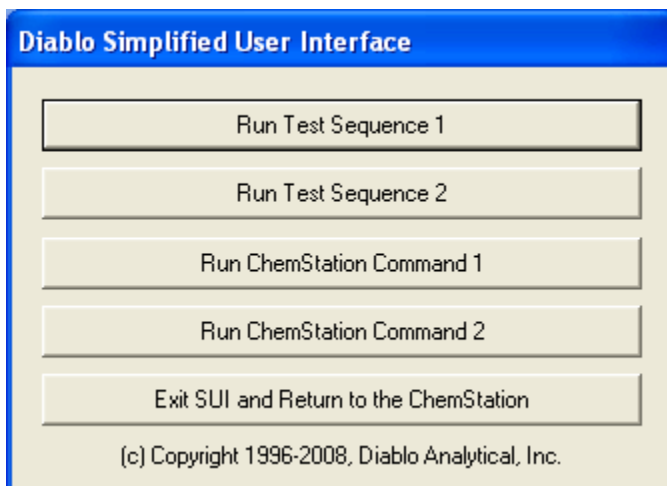 Diablo Simplified User Interface
Run Test Sequence 1
Run Test Sequence 2
Run ChemStation Command 1
Run ChemStation Command 2
Exit SUI and Return to the ChemStation
(c) Copyright 1996-2008, Diablo Analytical, Inc.